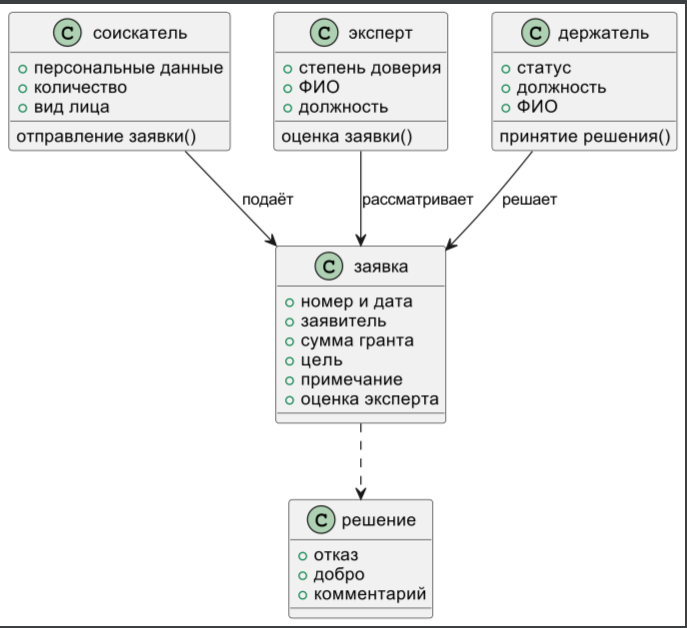 C соискатель
персональные данные
количество
вид лица
отправление заявки()
C эксперт
степень доверия
ФИО
должность
оценка заявки()
C держатель
статус
должность
ФИО
принятие решения()
подаёт
рассматривает
решает
C заявка
номер и дата
заявитель
сумма гранта
цель
примечание
оценка эксперта
C решение
отказ
добро
комментарий